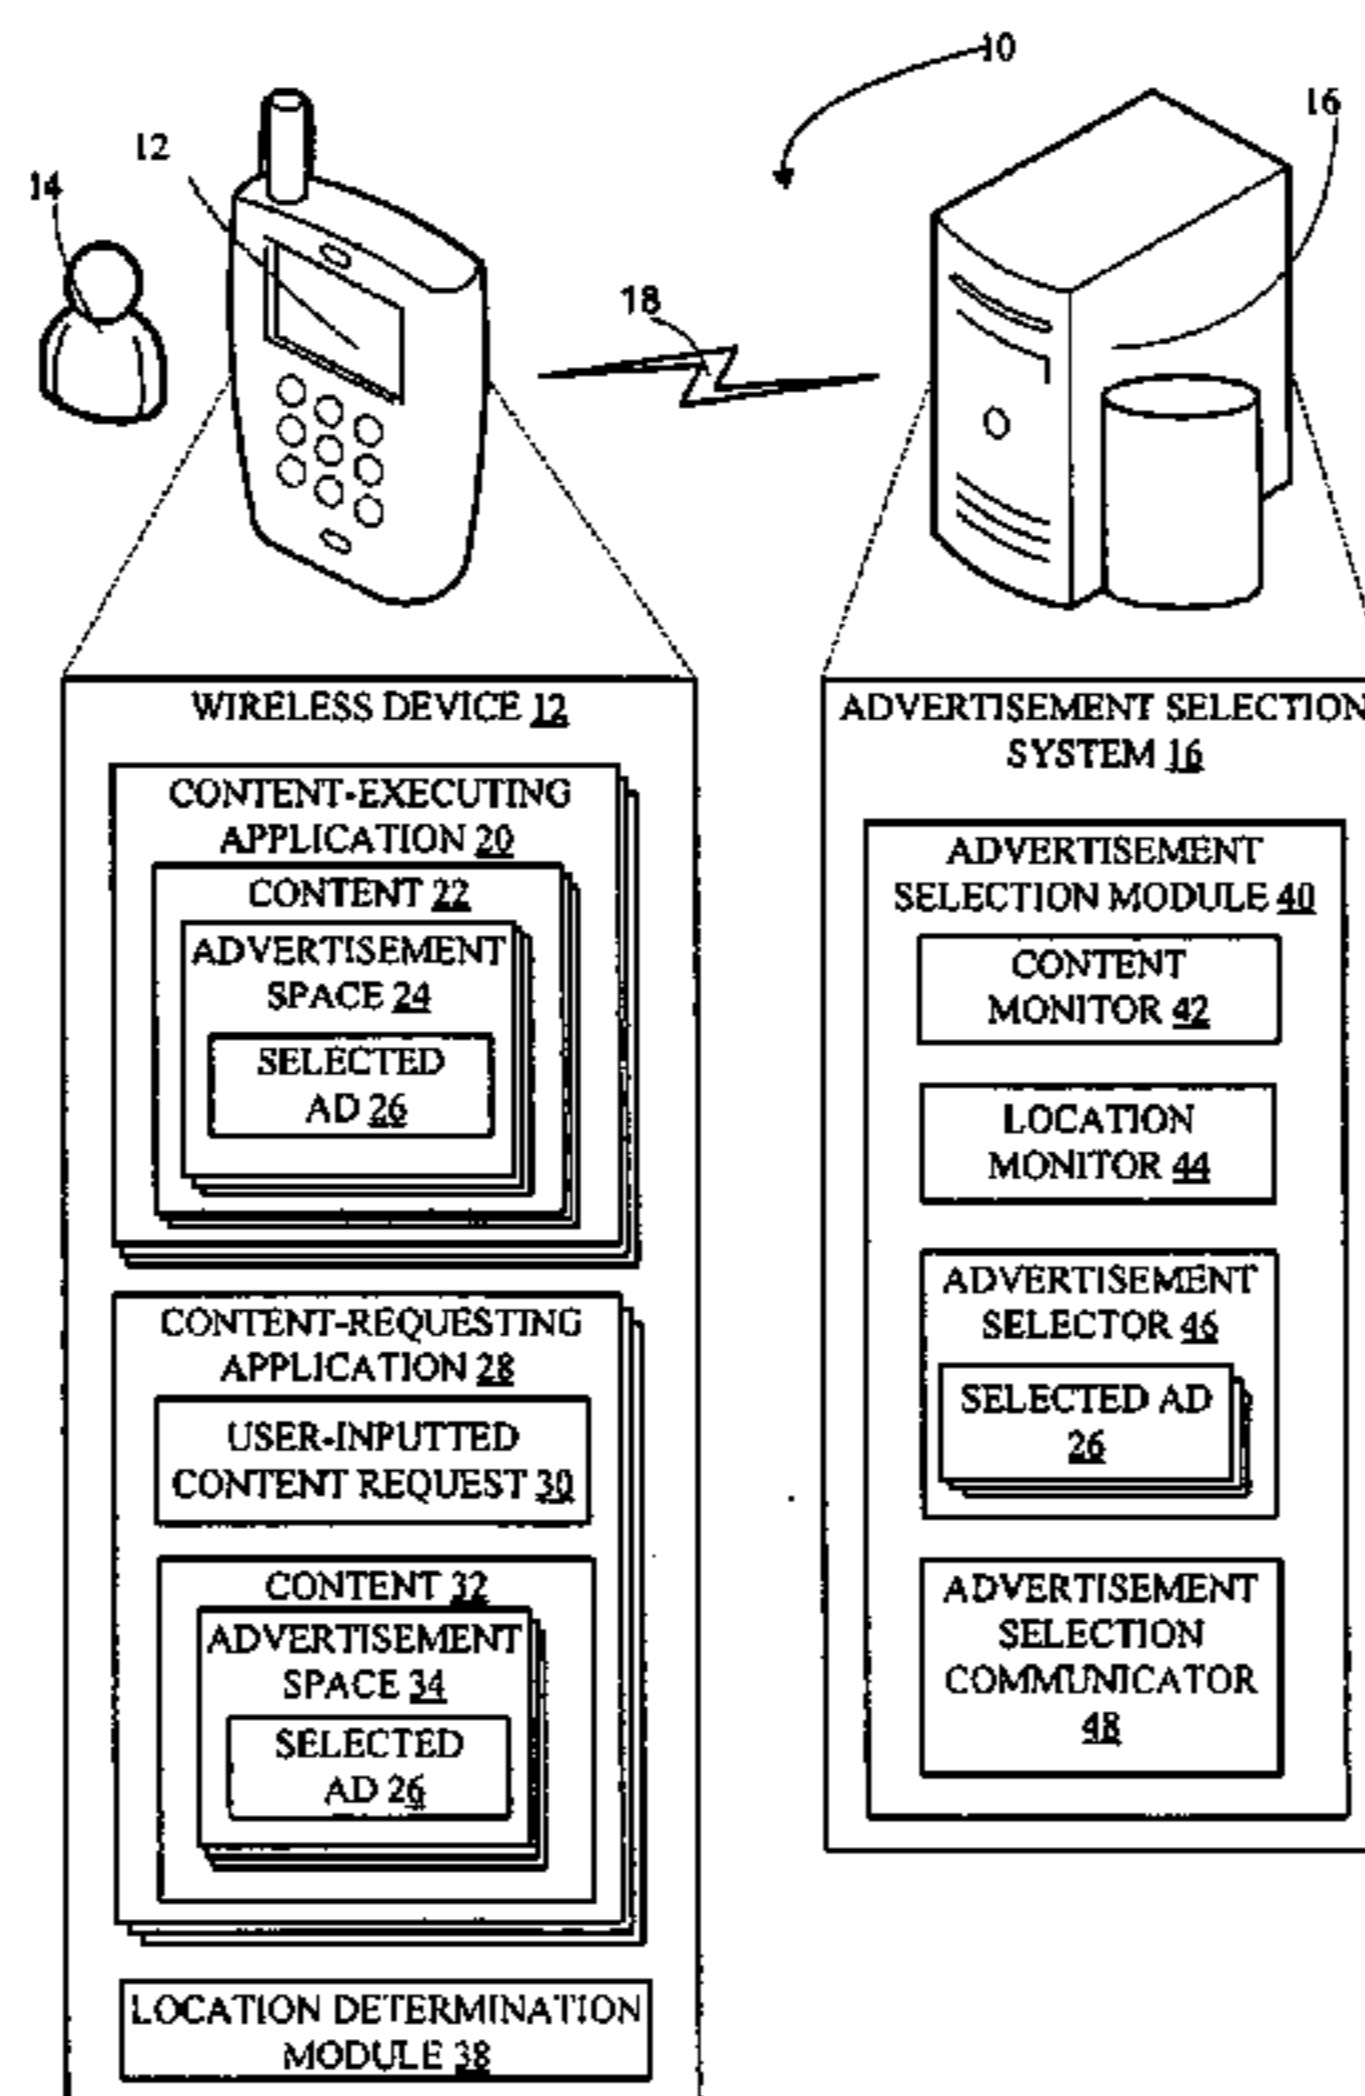 10
16
12
14
18
WIRELESS DEVICE 12
CONTENT-EXECUTING
APPLICATION 20
CONTENT 22
ADVERTISEMENT
SPACE 24
SELECTED
AD 26
CONTENT-REQUESTING
APPLICATION 28
USER-INPUTTED
CONTENT REQUEST 30
CONTENT 32
ADVERTISEMENT
SPACE 34
SELECTED
AD 26
LOCATION DETERMINATION
MODULE 38
ADVERTISEMENT SELECTION
SYSTEM 16
ADVERTISEMENT
SELECTION MODULE 40
CONTENT
MONITOR 42
LOCATION
MONITOR 44
ADVERTISEMENT
SELECTOR 46
SELECTED AD
26
ADVERTISEMENT
SELECTION
COMMUNICATOR
48